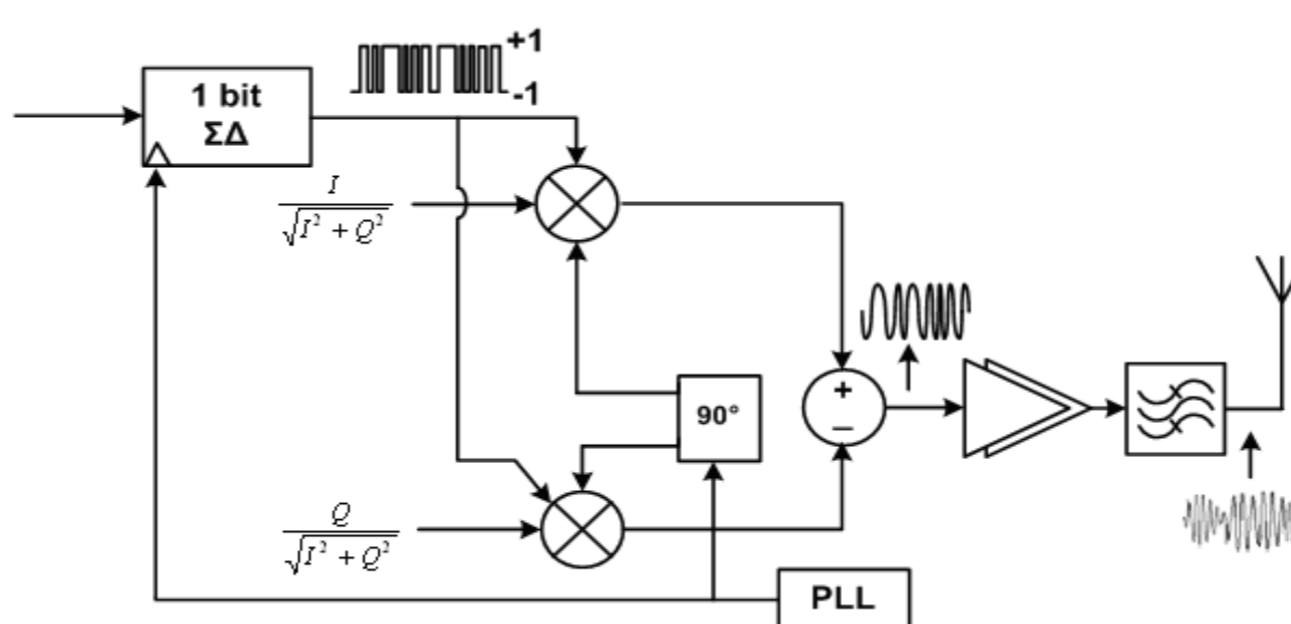 +1
-1
1 bit
ΣΔ
I
√I² + Q²
90°
+
–
Q
√I² + Q²
PLL